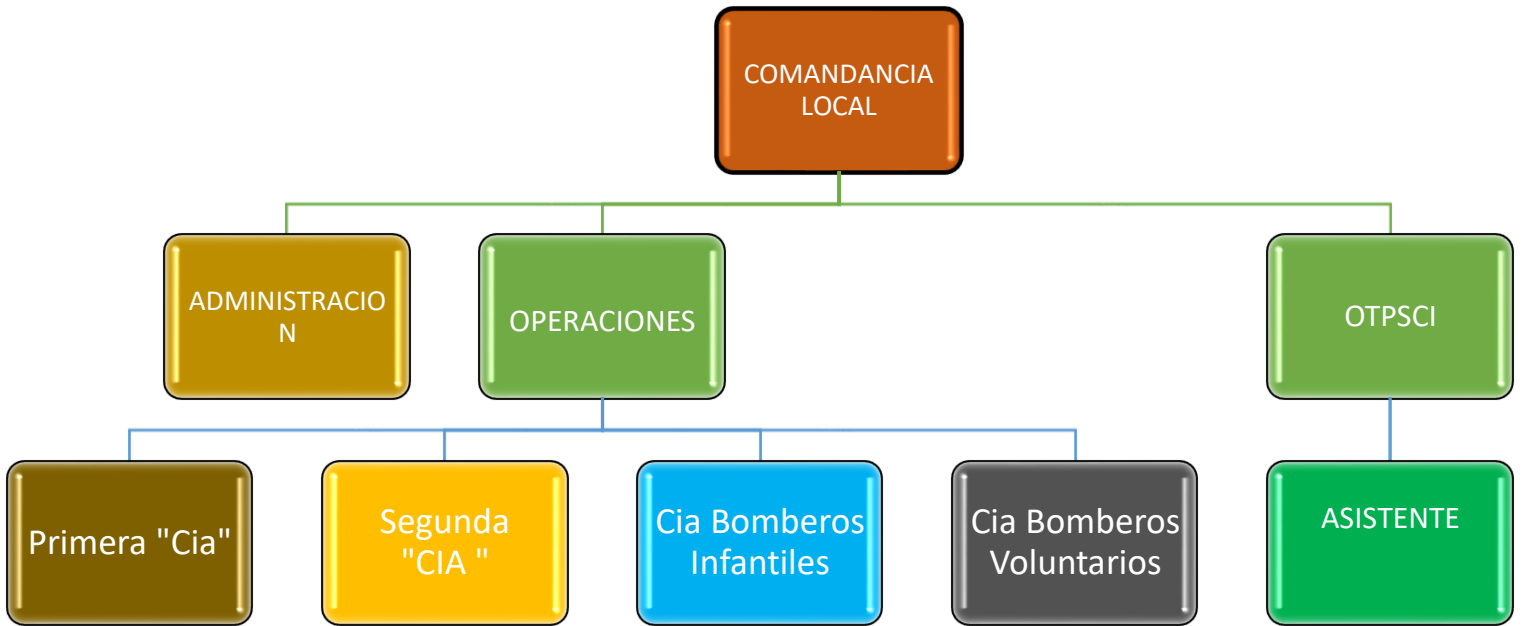 COMANDANCIA
LOCAL
ADMINISTRACIO
N
OPERACIONES
OTPSCI
Primera "Cia"
Segunda
"CIA "
Cia Bomberos
Infantiles
Cia Bomberos
Voluntarios
ASISTENTE